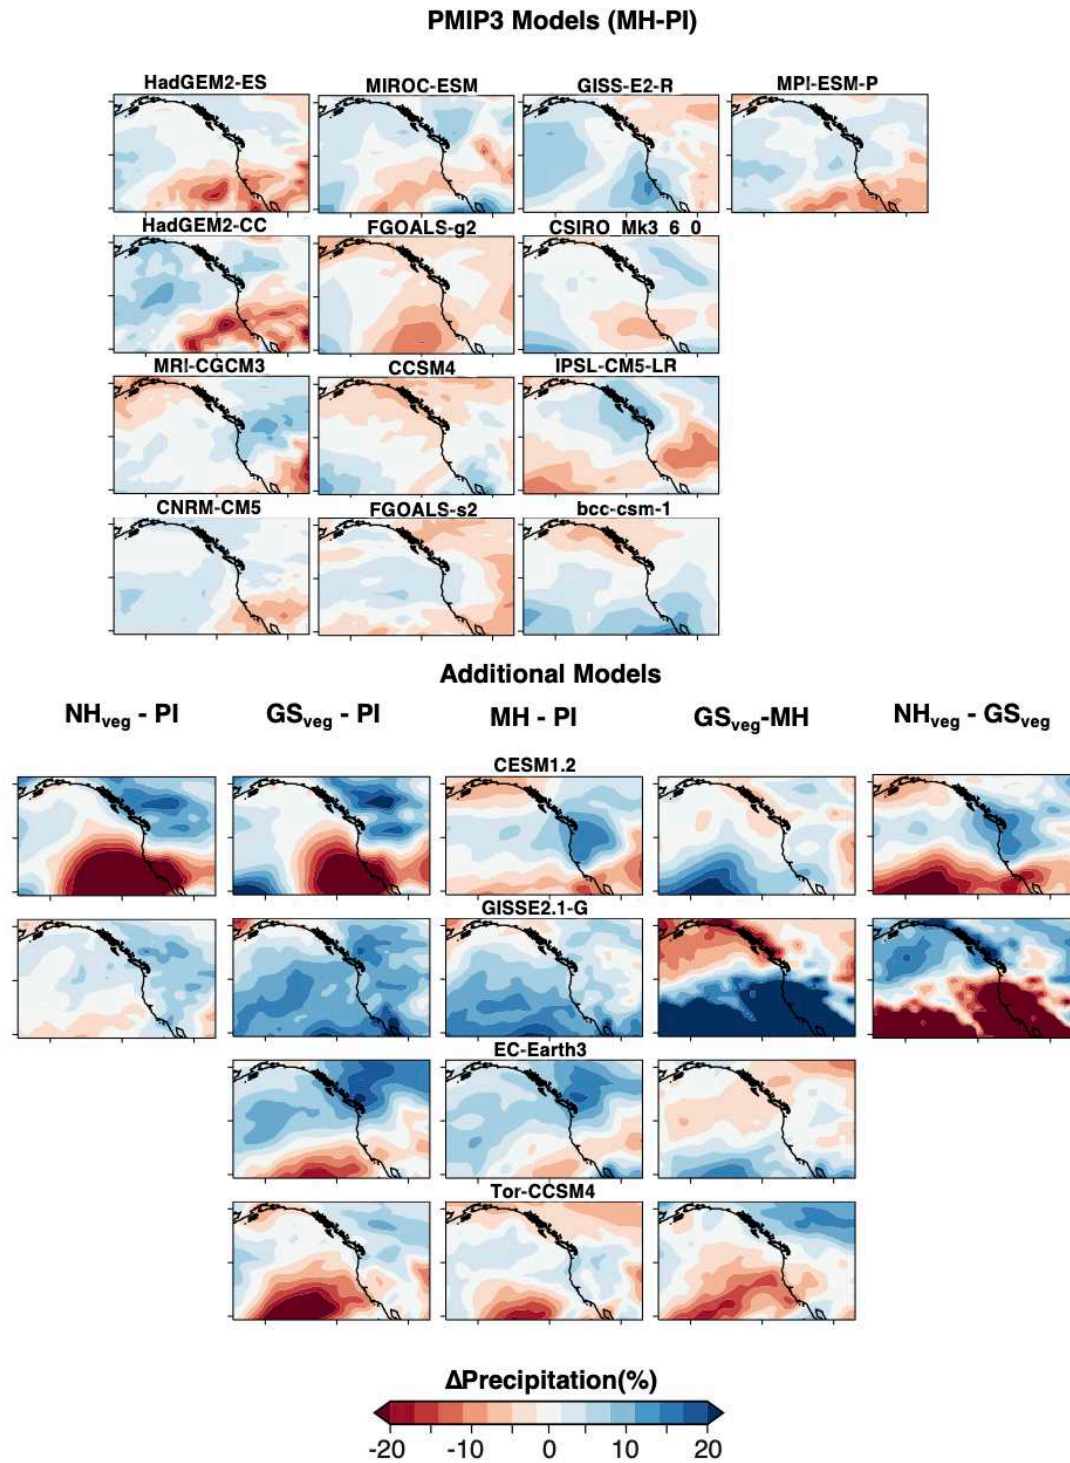 PMIP3 Models (MH-PI)
HadGEM2-ES MIROC-ESM GISS-E2-R MPI-ESM-P
HadGEM2-CC FGOALS-g2 CSIRO_Mk3_6_0
MRI-CGCM3 CCSM4 IPSL-CM5-LR
CNRM-CM5 FGOALS-s2 bcc-csm-1
Additional Models
NHveg - PI GSveg - PI MH - PI GSveg-MH NHveg - GSveg
CESM1.2
GISSE2.1-G
EC-Earth3
Tor-CCSM4
ΔPrecipitation(%)
-20 -10 0 10 20